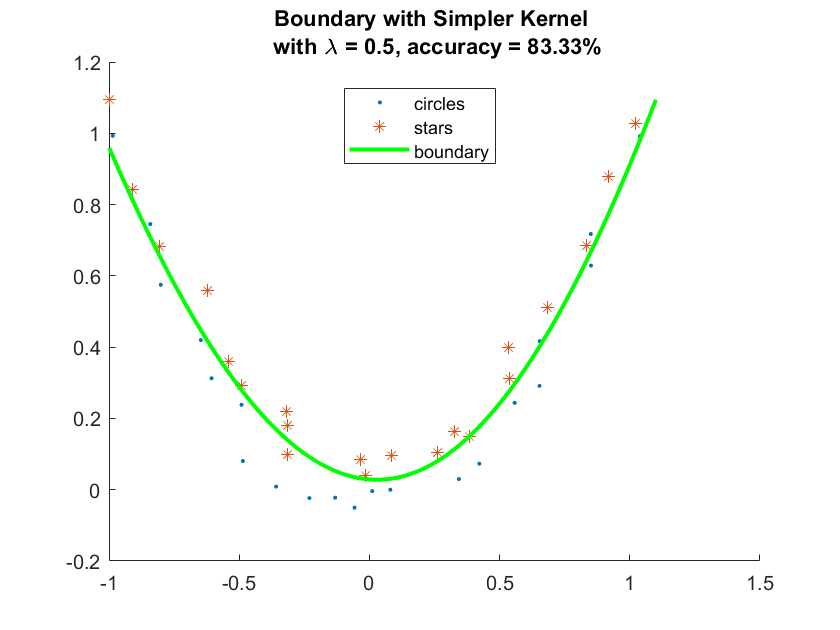 Boundary with Simpler Kernel
with λ = 0.5, accuracy = 83.33%
1.2
1
0.8
0.6
0.4
0.2
0
-0.2
circles
stars
boundary
-1
-0.5
0
0.5
1
1.5